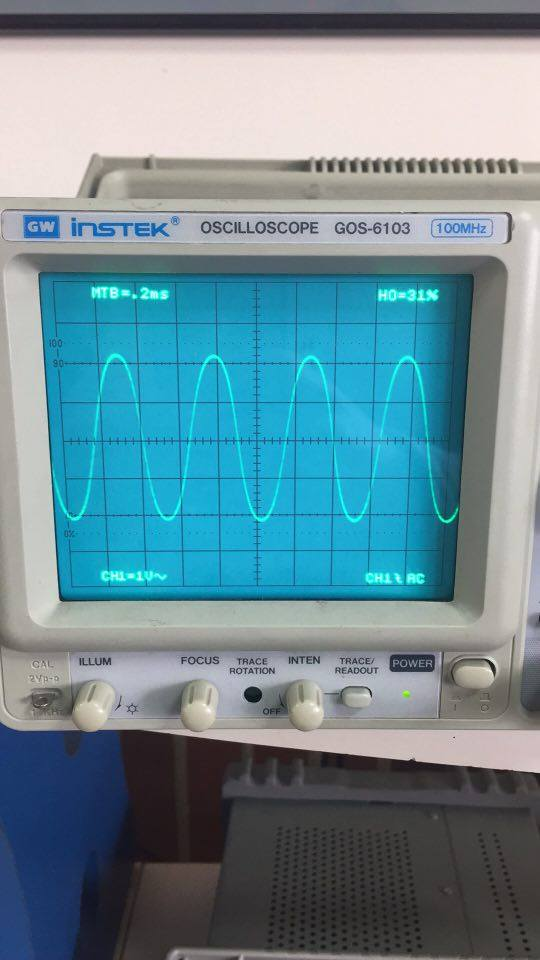 GW INSTEK® OSCILLOSCOPE GOS-6103 100MHz
MTB=.2ms HO=31%
100
90
0%
CH1=1V~ CH1 AC
CAL
2Vp-p
ILLUM FOCUS TRACE ROTATION INTEN TRACE/ READOUT POWER
OFF
I O